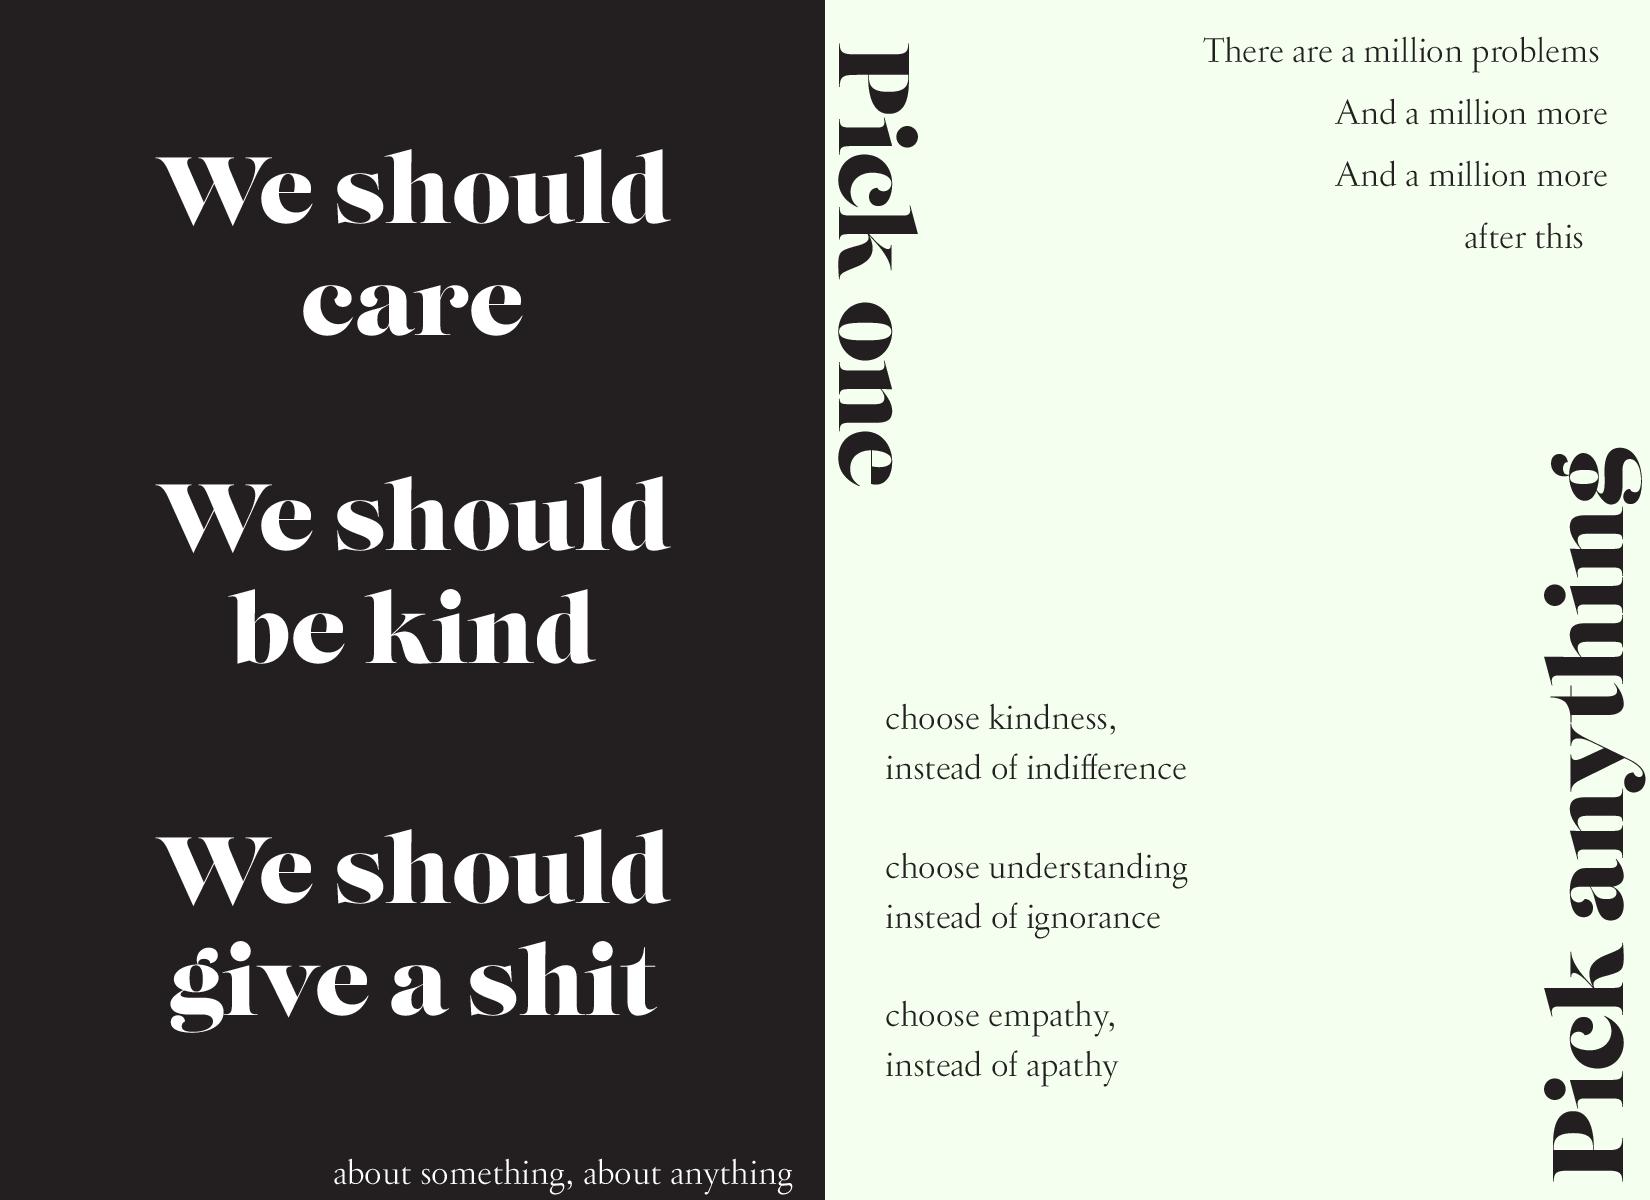 We should
care
We should
be kind
We should
give a shit
about something, about anything
Pick one
There are a million problems
And a million more
And a million more
after this
choose kindness,
instead of indifference
choose understanding
instead of ignorance
choose empathy,
instead of apathy
Pick anything